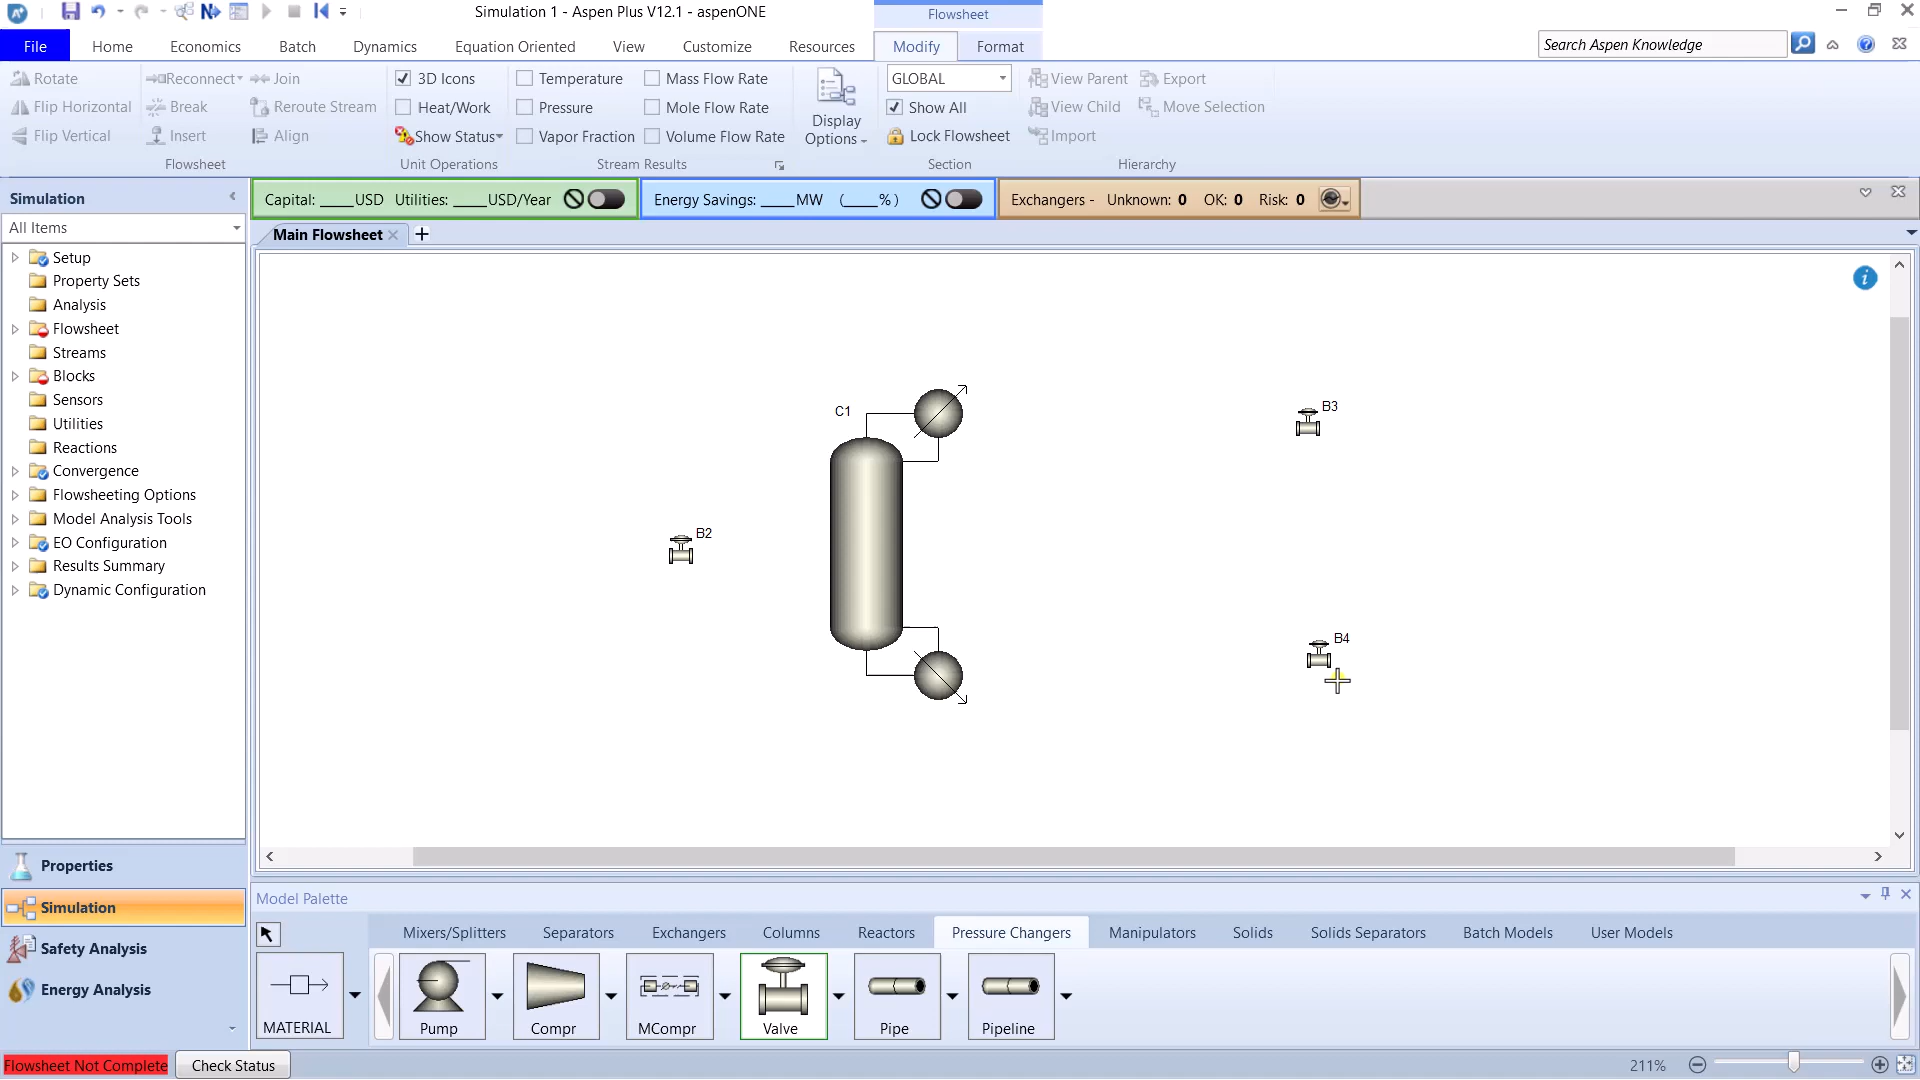 Simulation 1 - Aspen Plus V12.1 - aspenONE
Flowsheet
File Home Economics Batch Dynamics Equation Oriented View Customize Resources Modify Format
Search Aspen Knowledge
Rotate Reconnect Join 3D Icons Temperature Mass Flow Rate GLOBAL View Parent Export
Flip Horizontal Break Reroute Stream Heat/Work Pressure Mole Flow Rate Show All View Child Move Selection
Flip Vertical Insert Align Show Status Vapor Fraction Volume Flow Rate Display Options Lock Flowsheet Import
Flowsheet Unit Operations Stream Results Section Hierarchy
Simulation
Capital: ____USD Utilities: ____USD/Year Energy Savings: ____MW (____%) Exchangers - Unknown: 0 OK: 0 Risk: 0
All Items
Main Flowsheet
Setup
Property Sets
Analysis
Flowsheet
Streams
Blocks
Sensors
Utilities
Reactions
Convergence
Flowsheeting Options
Model Analysis Tools
EO Configuration
Results Summary
Dynamic Configuration
C1
B3
B2
B4
Properties
Simulation
Safety Analysis
Energy Analysis
Model Palette
Mixers/Splitters Separators Exchangers Columns Reactors Pressure Changers Manipulators Solids Solids Separators Batch Models User Models
MATERIAL Pump Compr MCompr Valve Pipe Pipeline
Flowsheet Not Complete Check Status 211%